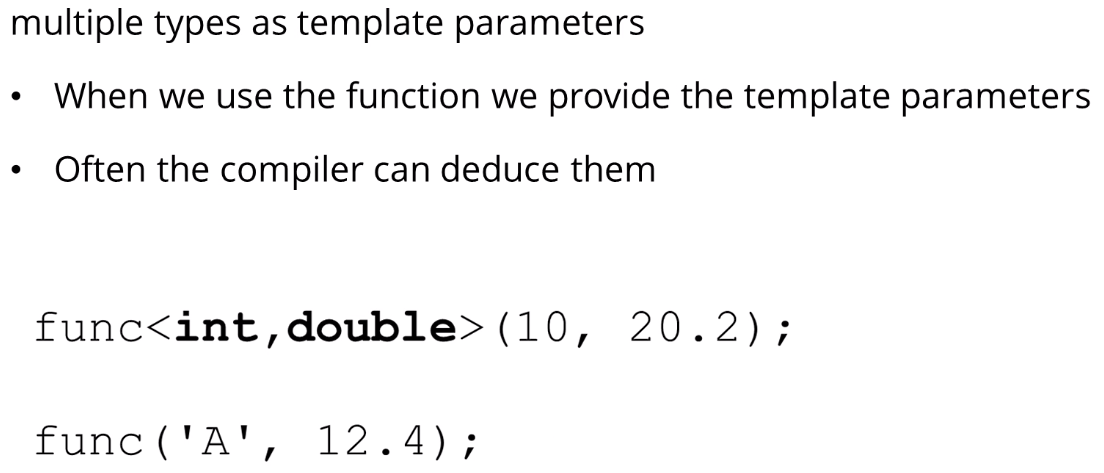 multiple types as template parameters
• When we use the function we provide the template parameters
• Often the compiler can deduce them
func<int,double>(10, 20.2);
func('A', 12.4);